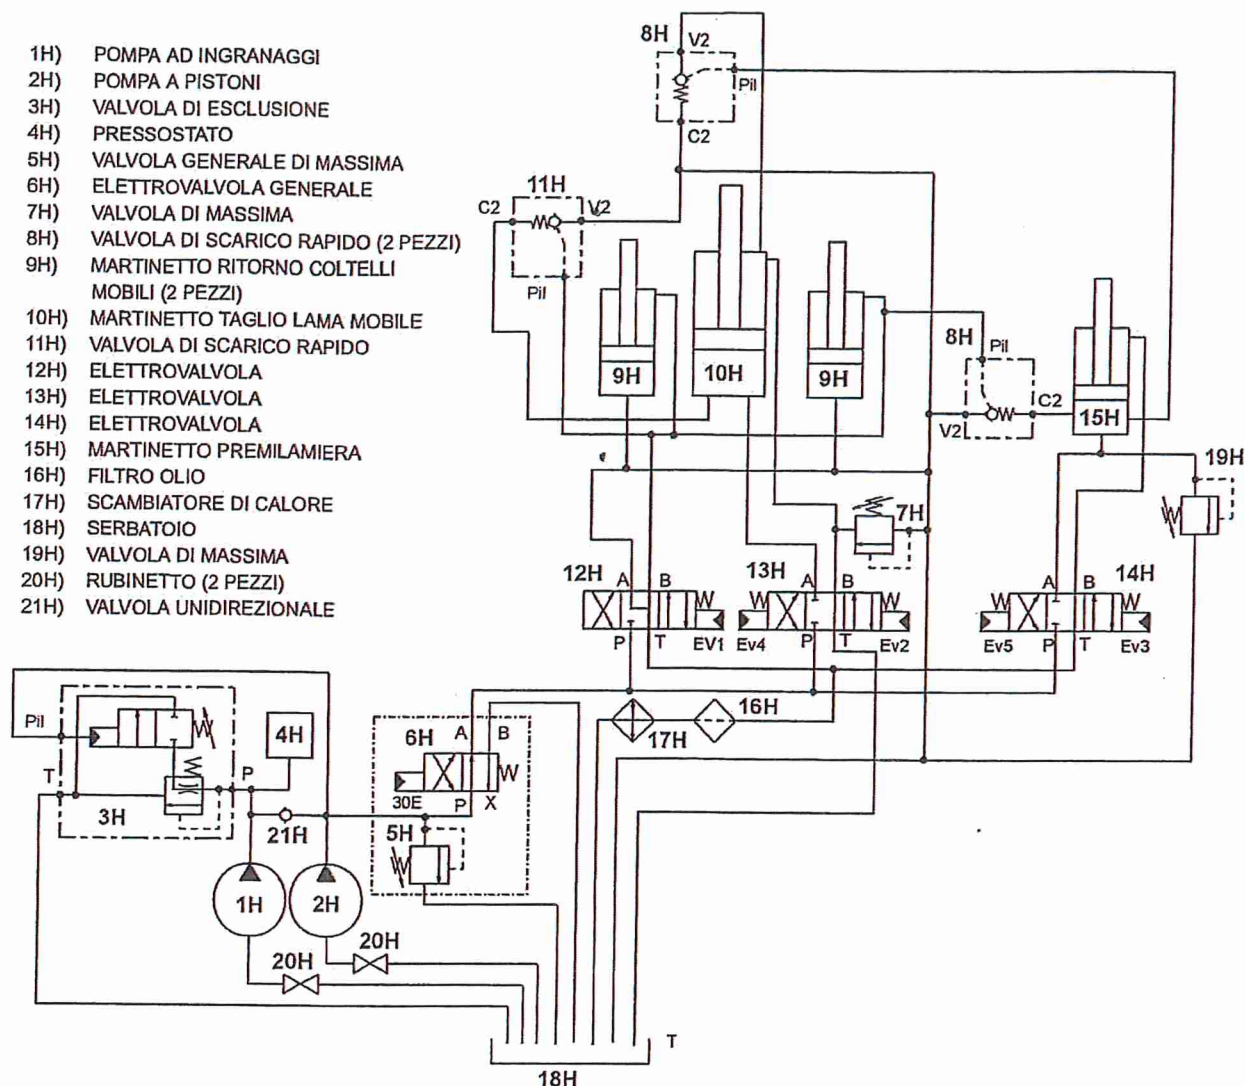 1H) POMPA AD INGRANAGGI
2H) POMPA A PISTONI
3H) VALVOLA DI ESCLUSIONE
4H) PRESSOSTATO
5H) VALVOLA GENERALE DI MASSIMA
6H) ELETTROVALVOLA GENERALE
7H) VALVOLA DI MASSIMA
8H) VALVOLA DI SCARICO RAPIDO (2 PEZZI)
9H) MARTINETTO RITORNO COLTELLI
MOBILI (2 PEZZI)
10H) MARTINETTO TAGLIO LAMA MOBILE
11H) VALVOLA DI SCARICO RAPIDO
12H) ELETTROVALVOLA
13H) ELETTROVALVOLA
14H) ELETTROVALVOLA
15H) MARTINETTO PREMILAMIERA
16H) FILTRO OLIO
17H) SCAMBIATORE DI CALORE
18H) SERBATOIO
19H) VALVOLA DI MASSIMA
20H) RUBINETTO (2 PEZZI)
21H) VALVOLA UNIDIREZIONALE
8H V2
Pil
C2
11H
C2 V2
Pil
9H 10H 9H
8H Pil
C2
V2
15H
19H
7H
12H A B
P T EV1
13H A B
Ev4 P T Ev2
A B 14H
Ev5 P T Ev3
16H
17H
Pil
T
3H
P
4H
21H
6H A B
30E P X
5H
1H 2H
20H
20H
T
18H